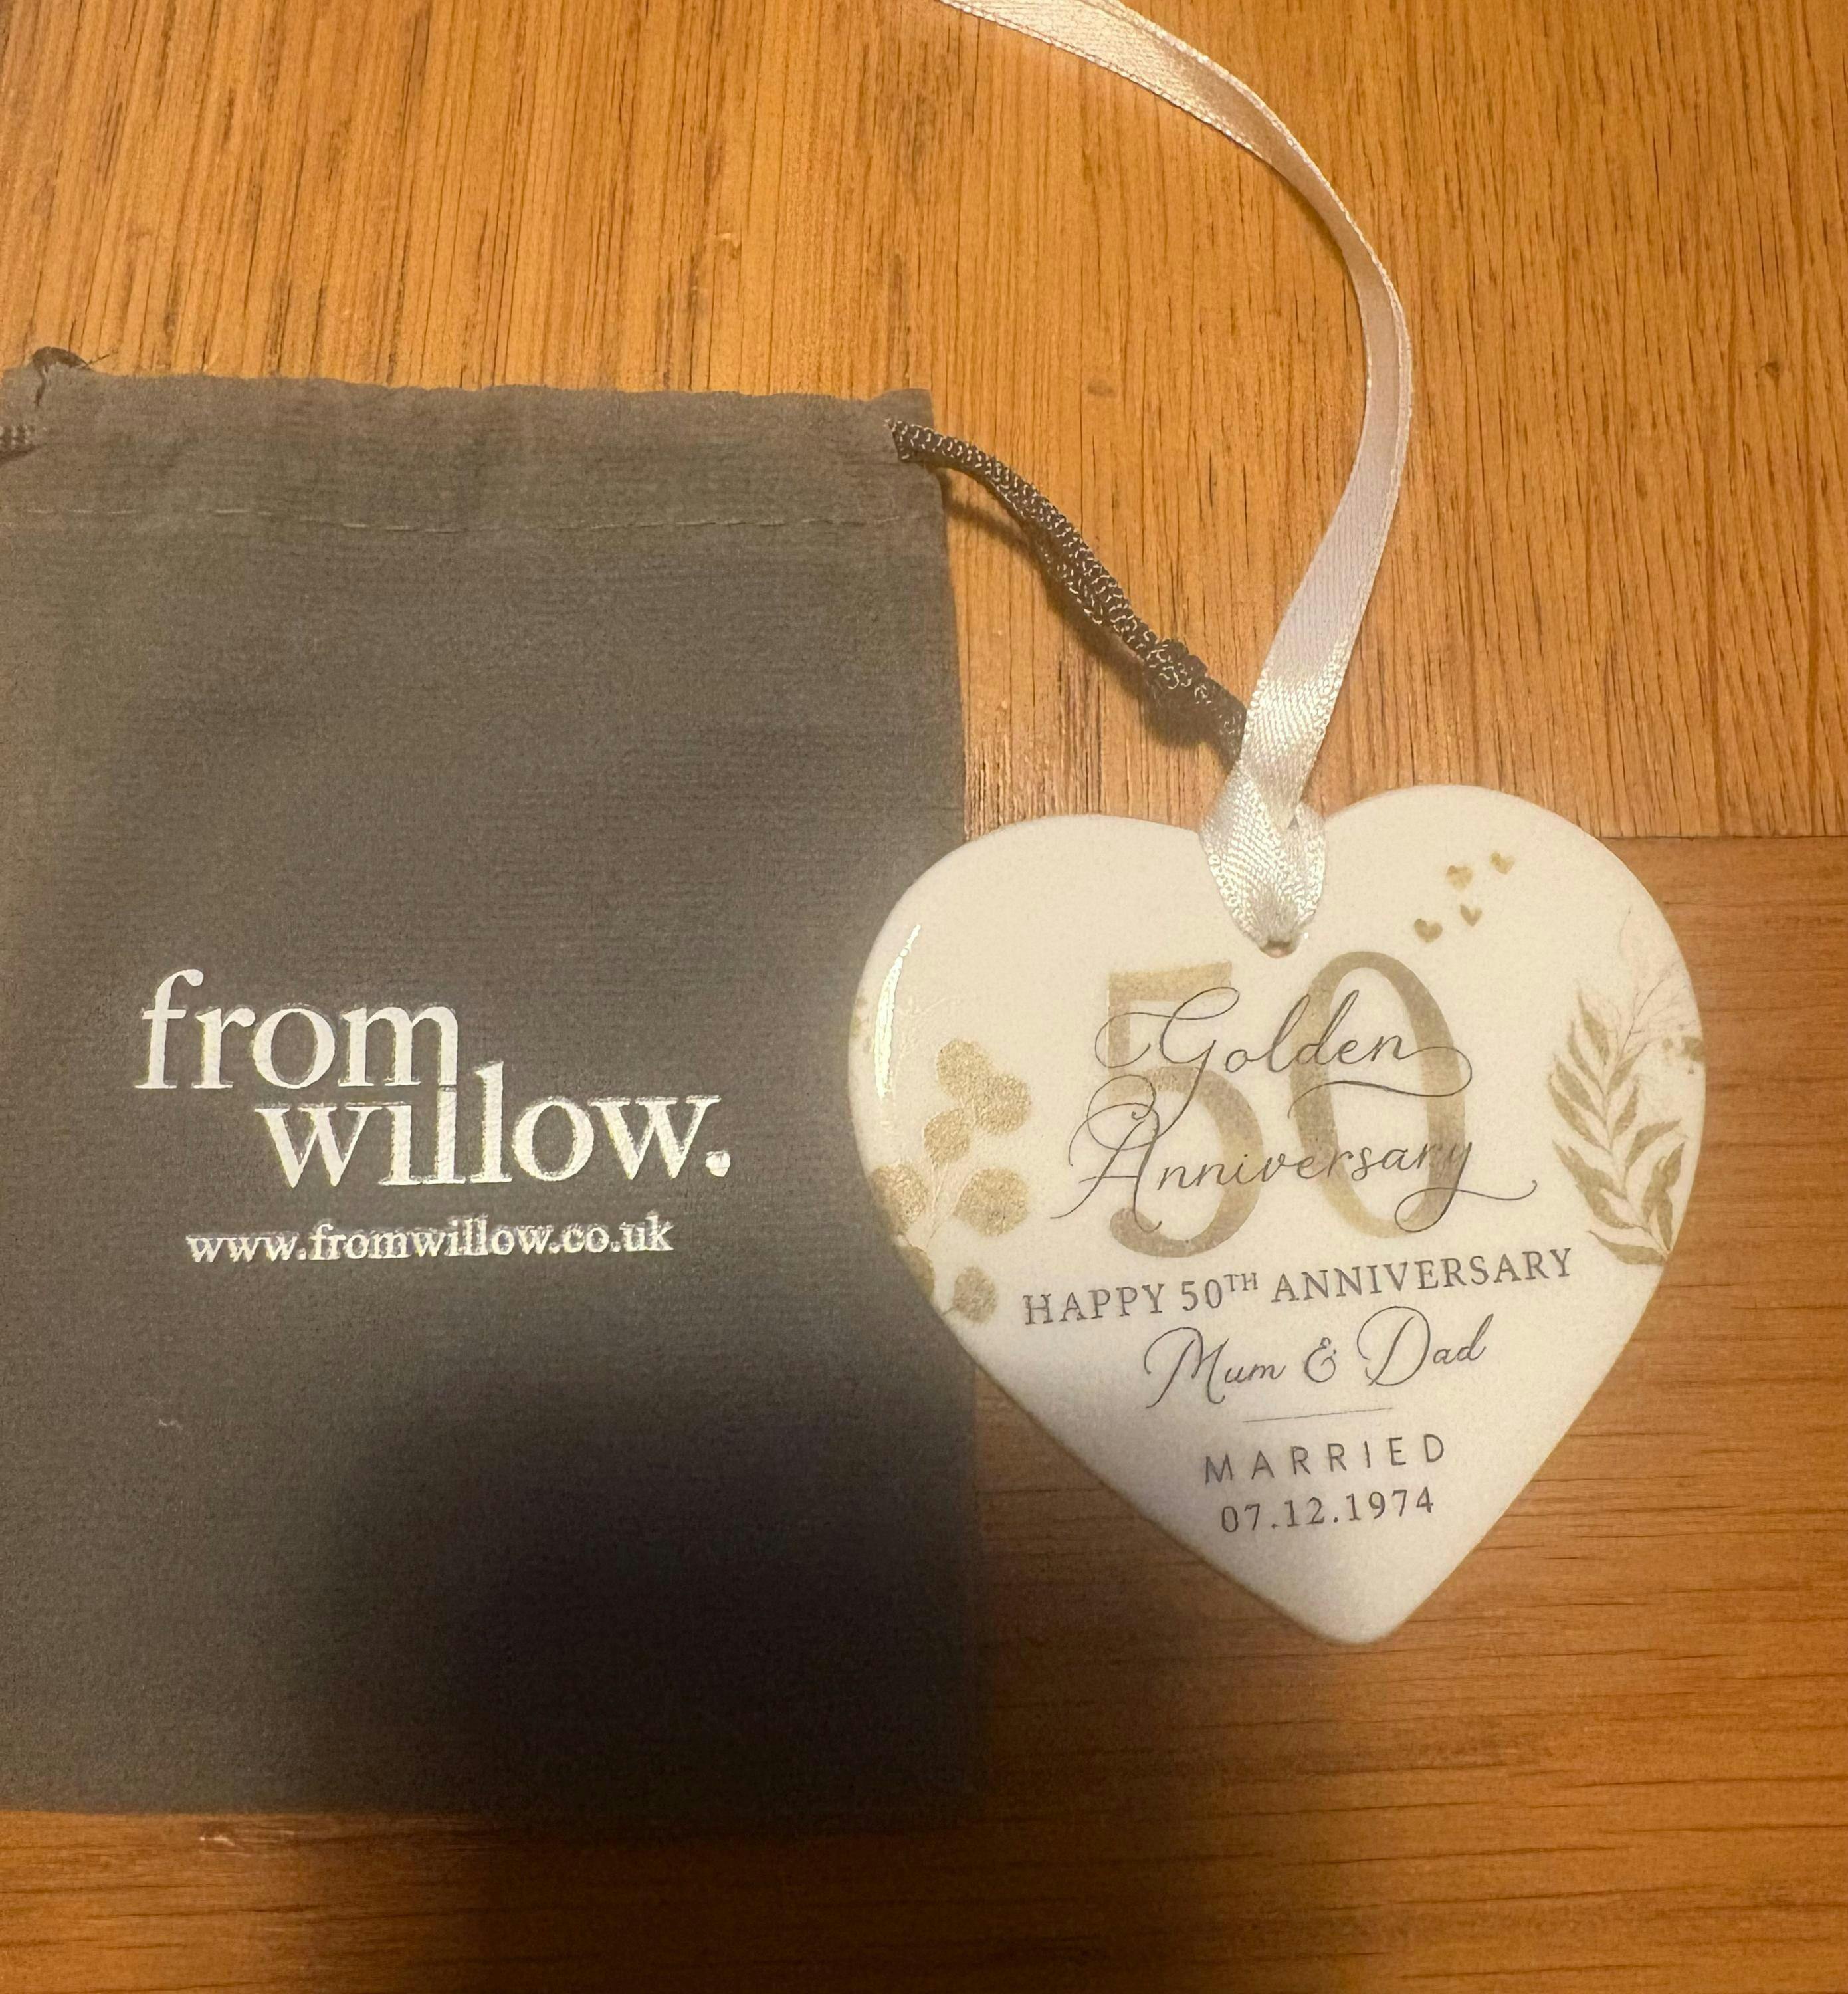 from
willow.
www.fromwillow.co.uk
50
Golden
Anniversary
HAPPY 50TH ANNIVERSARY
Mum & Dad
MARRIED
07.12.1974